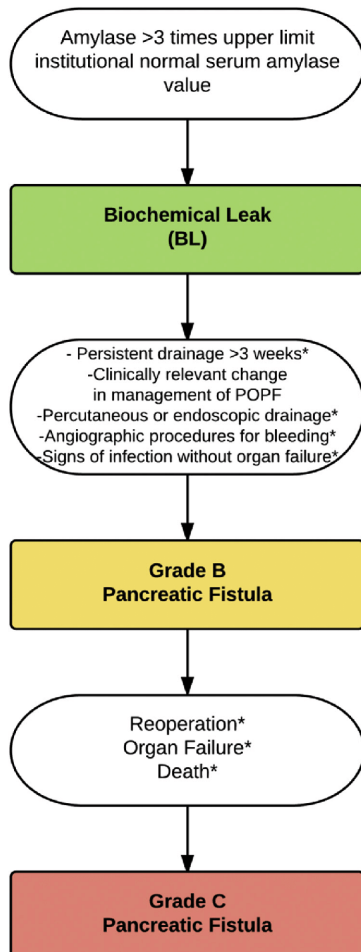 Amylase >3 times upper limit
institutional normal serum amylase
value
Biochemical Leak
(BL)
- Persistent drainage >3 weeks*
-Clinically relevant change
in management of POPF
-Percutaneous or endoscopic drainage*
-Angiographic procedures for bleeding*
-Signs of infection without organ failure*
Grade B
Pancreatic Fistula
Reoperation*
Organ Failure*
Death*
Grade C
Pancreatic Fistula